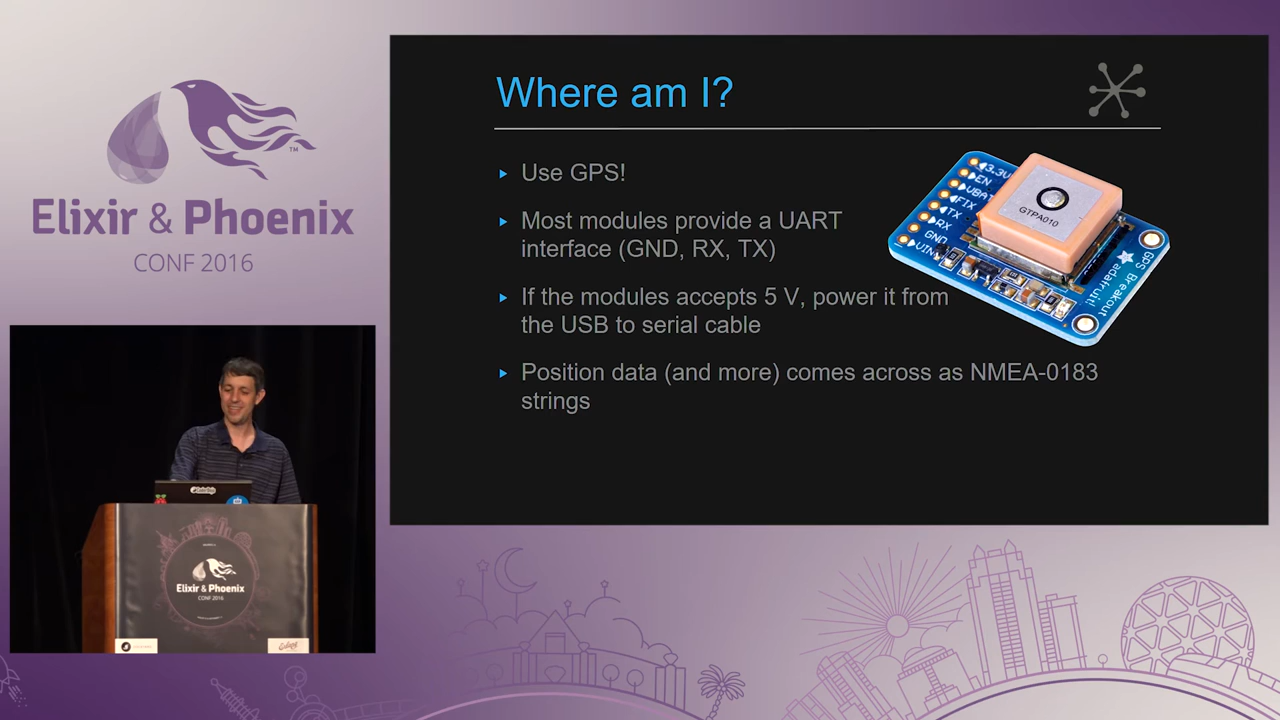 Elixir & Phoenix
TM
CONF 2016
Where am I?
Use GPS!
Most modules provide a UART
interface (GND, RX, TX)
If the modules accepts 5 V, power it from
the USB to serial cable
Position data (and more) comes across as NMEA-0183
strings
3.3V
EN
VBAT
FIX
TX
RX
GND
VIN
GTPA010
GPS Breakout
adafruit!
Elixir & Phoenix
CONF 2016